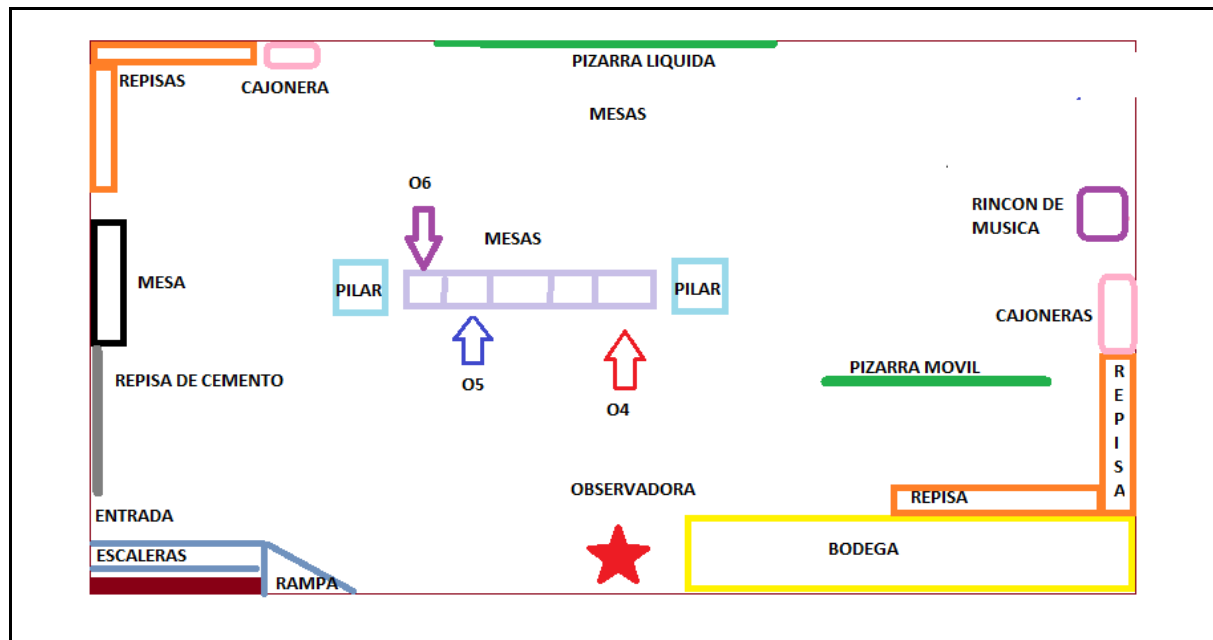 PIZARRA LIQUIDA
REPISAS
CAJONERA
MESAS
O6
RINCON DE
MUSICA
MESAS
MESA
PILAR
PILAR
CAJONERAS
REPISA DE CEMENTO
O5
O4
PIZARRA MOVIL
REPISA
OBSERVADORA
REPISA
ENTRADA
ESCALERAS
BODEGA
RAMPA